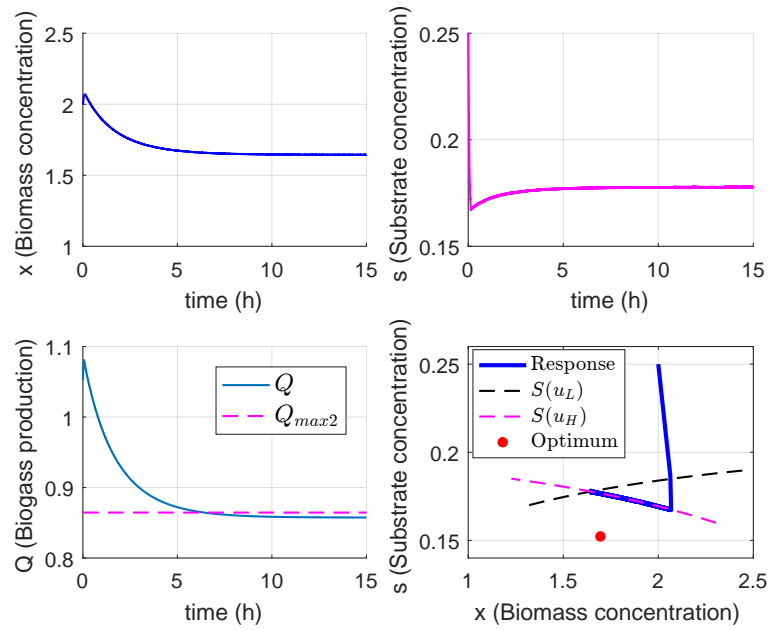 x (Biomass concentration)
2.5
2
1.5
1
0
5
10
15
time (h)
s (Substrate concentration)
0.25
0.2
0.15
0
5
10
15
time (h)
Q (Biogass production)
1.1
1
0.9
0.8
0
5
10
15
time (h)
Q
Q_{max2}
s (Substrate concentration)
0.25
0.2
0.15
1
1.5
2
2.5
x (Biomass concentration)
Response
S(u_L)
S(u_H)
Optimum